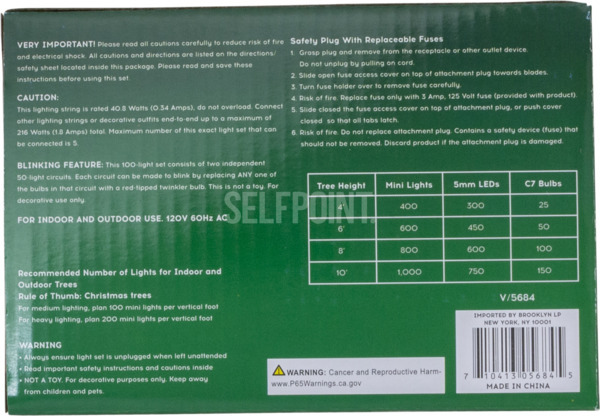 VERY IMPORTANT! Please read all cautions carefully to reduce risk of fire
and electrical shock. All cautions and directions are listed on the directions/
safety sheet located inside this package. Please read and save these
instructions before using this set.
CAUTION:
This lighting string is rated 40.8 Watts (0.34 Amps), do not overload. Connect
other lighting strings or decorative outfits end-to-end up to a maximum of
216 Watts (1.8 Amps) total. Maximum number of this exact light set that can
be connected is 5.
BLINKING FEATURE: This 100-light set consists of two independent
50-light circuits. Each circuit can be made to blink by replacing ANY one of
the bulbs in that circuit with a red-tipped twinkler bulb. This is not a toy. For
decorative use only.
FOR INDOOR AND OUTDOOR USE. 120V 60Hz AC
Recommended Number of Lights for Indoor and
Outdoor Trees
Rule of Thumb: Christmas trees
For medium lighting, plan 100 mini lights per vertical foot
For heavy lighting, plan 200 mini lights per vertical foot
WARNING
• Always ensure light set is unplugged when left unattended
• Read important safety instructions and cautions inside
• NOT A TOY. For decorative purposes only. Keep away
from children and pets.
Safety Plug With Replaceable Fuses
1. Grasp plug and remove from the receptacle or other outlet device.
Do not unplug by pulling on cord.
2. Slide open fuse access cover on top of attachment plug towards blades.
3. Turn fuse holder over to remove fuse carefully.
4. Risk of fire. Replace fuse only with 3 Amp, 125 Volt fuse (provided with product).
5. Slide closed the fuse access cover on top of attachment plug, or push cover
closed so that all tabs latch.
6. Risk of fire. Do not replace attachment plug. Contains a safety device (fuse) that
should not be removed. Discard product if the attachment plug is damaged.
Tree Height Mini Lights 5mm LEDs C7 Bulbs
4' 400 300 25
6' 600 450 50
8' 800 600 100
10' 1,000 750 150
SELFPOINT.
V/5684
IMPORTED BY BROOKLYN LP
NEW YORK, NY 10001
7 10413 05684 5
MADE IN CHINA
WARNING: Cancer and Reproductive Harm-
www.P65Warnings.ca.gov